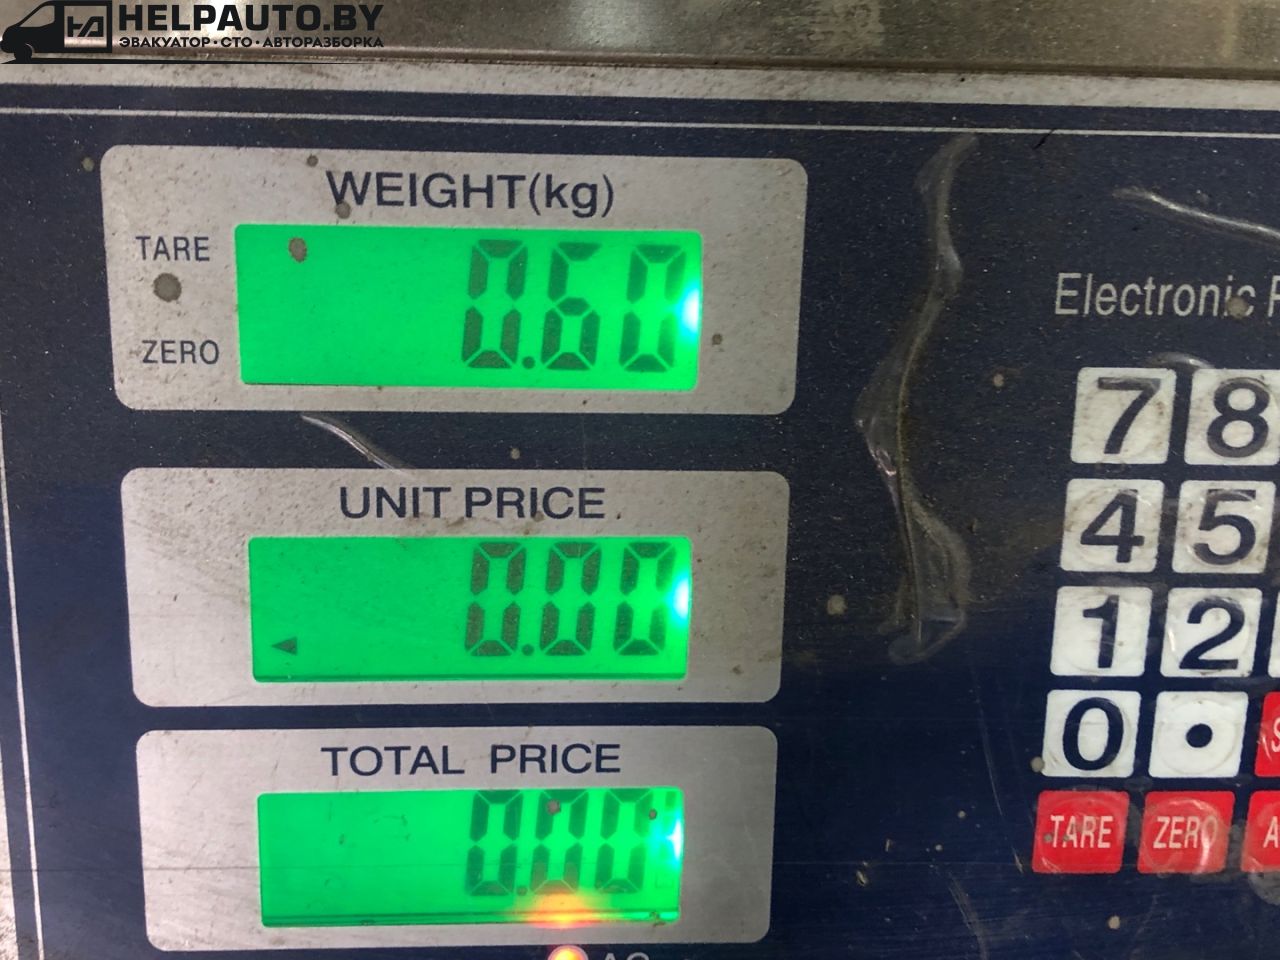 HELPAUTO.BY
ЭВАКУАТОР·СТО·АВТОРАЗБОРКА
WEIGHT(kg)
TARE
0.60
ZERO
Electronic
7 8
UNIT PRICE
4 5
0.00
1 2
TOTAL PRICE
0 .
0.00
TARE ZERO
AC